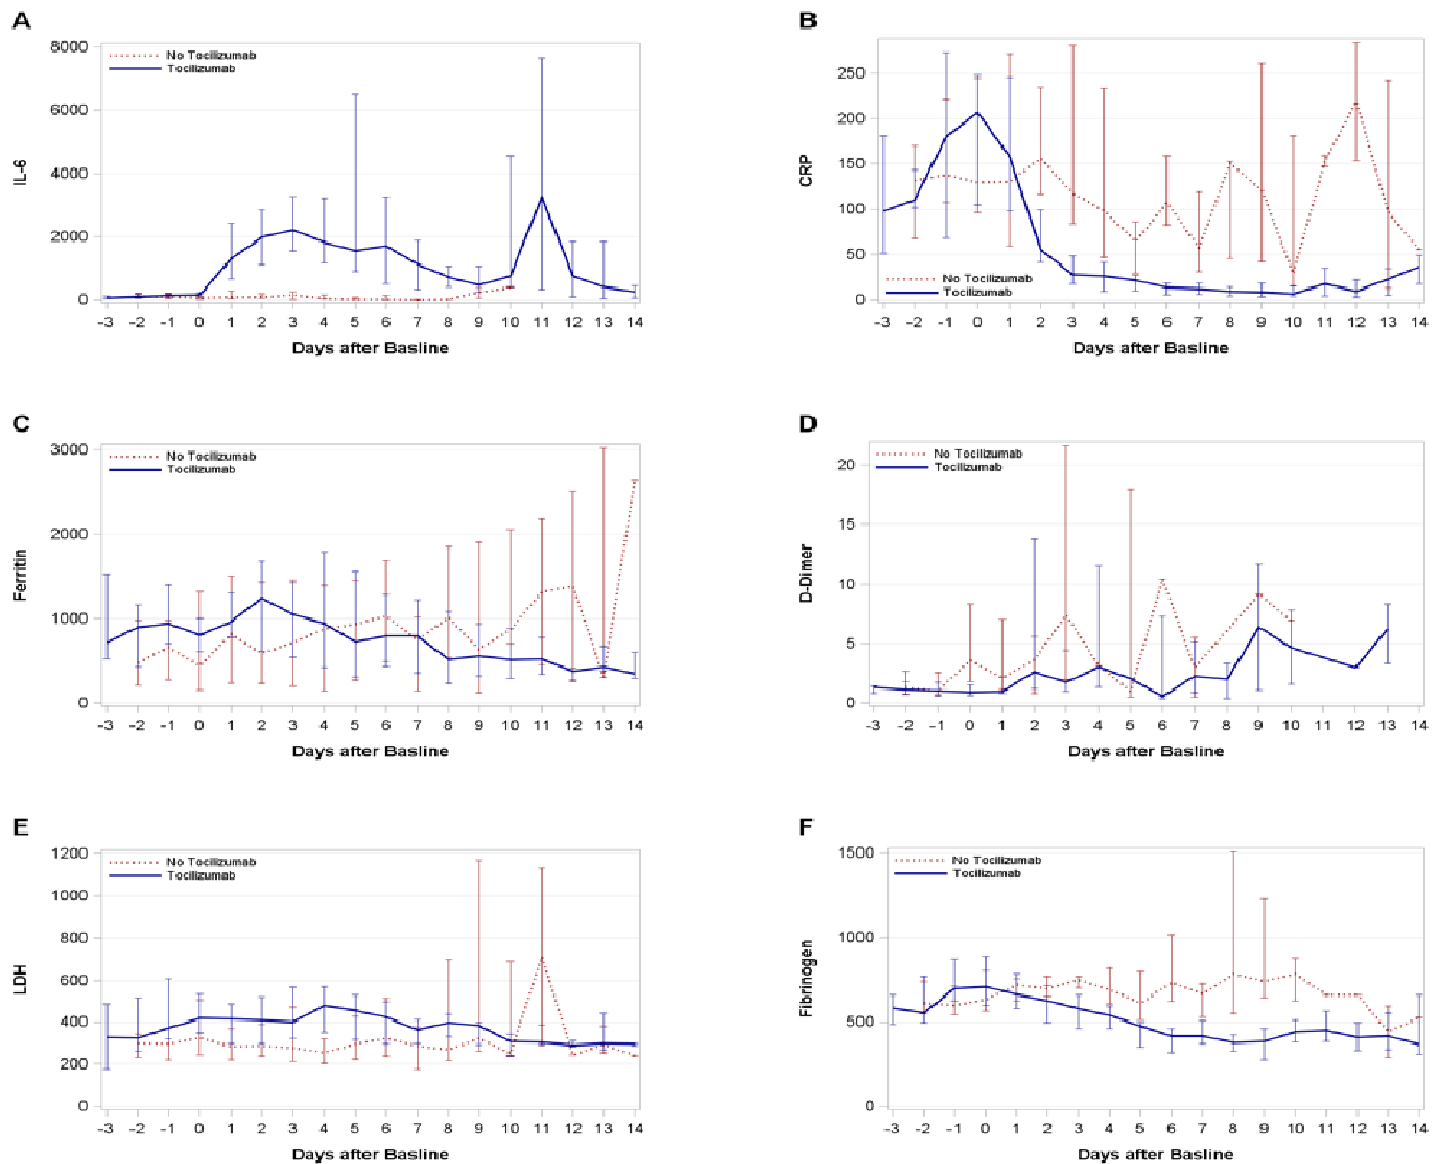 A
8000
6000
4000
2000
0
IL-6
No Tocilizumab
Tocilizumab
-3 -2 -1 0 1 2 3 4 5 6 7 8 9 10 11 12 13 14
Days after Basline
B
250
200
150
100
50
0
CRP
No Tocilizumab
Tocilizumab
-3 -2 -1 0 1 2 3 4 5 6 7 8 9 10 11 12 13 14
Days after Basline
C
3000
2000
1000
0
Ferritin
No Tocilizumab
Tocilizumab
-3 -2 -1 0 1 2 3 4 5 6 7 8 9 10 11 12 13 14
Days after Basline
D
20
15
10
5
0
D-Dimer
No Tocilizumab
Tocilizumab
-3 -2 -1 0 1 2 3 4 5 6 7 8 9 10 11 12 13 14
Days after Basline
E
1200
1000
800
600
400
200
0
LDH
No Tocilizumab
Tocilizumab
-3 -2 -1 0 1 2 3 4 5 6 7 8 9 10 11 12 13 14
Days after Basline
F
1500
1000
500
0
Fibrinogen
No Tocilizumab
Tocilizumab
-3 -2 -1 0 1 2 3 4 5 6 7 8 9 10 11 12 13 14
Days after Basline